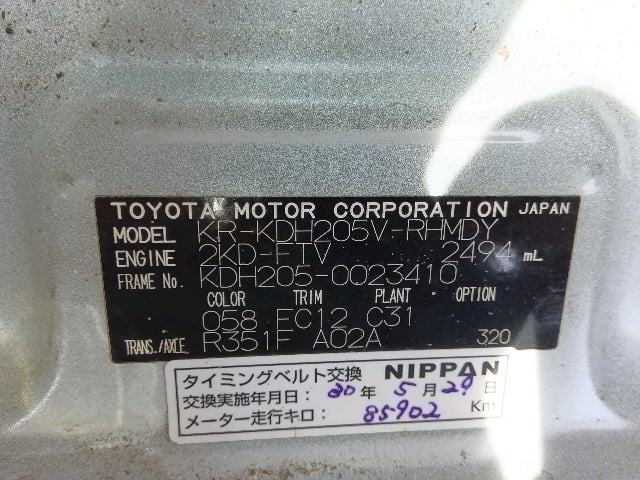 TOYOTA MOTOR CORPORATION JAPAN
MODEL KR-KDH205V-RHMDY
ENGINE 2KD-FTV 2494 mL
FRAME No. KDH205-0023410
COLOR TRIM PLANT OPTION
058 FC12 C31
TRANS./AXLE R351F A02A 320
タイミングベルト交換 NIPPAN
交換実施年月日: 20年 5月 29日
メーター走行キロ: 85902 Km